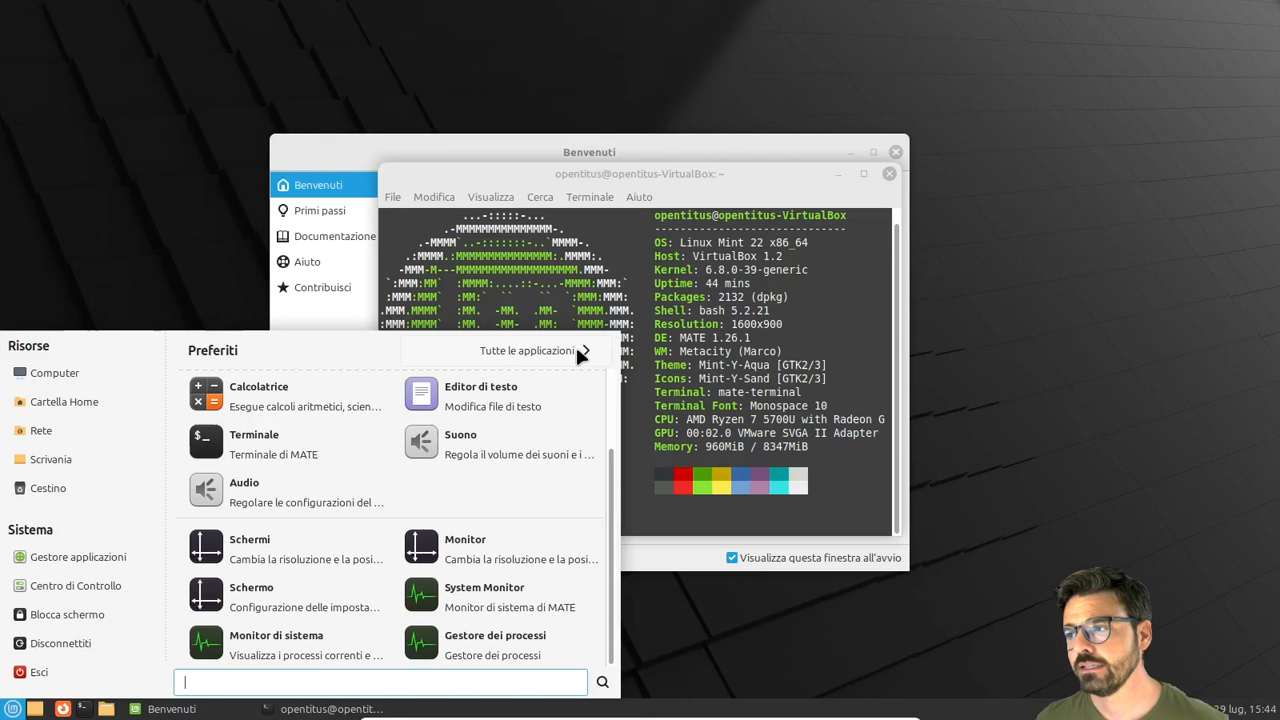 Benvenuti
Benvenuti
Primi passi
Documentazione
Aiuto
Contribuisci
opentitus@opentitus-VirtualBox: ~
File Modifica Visualizza Cerca Terminale Aiuto
opentitus@opentitus-VirtualBox
-----------------------------
OS: Linux Mint 22 x86_64
Host: VirtualBox 1.2
Kernel: 6.8.0-39-generic
Uptime: 44 mins
Packages: 2132 (dpkg)
Shell: bash 5.2.21
Resolution: 1600x900
DE: MATE 1.26.1
WM: Metacity (Marco)
Theme: Mint-Y-Aqua [GTK2/3]
Icons: Mint-Y-Sand [GTK2/3]
Terminal: mate-terminal
Terminal Font: Monospace 10
CPU: AMD Ryzen 7 5700U with Radeon G
GPU: 00:02.0 VMware SVGA II Adapter
Memory: 960MiB / 8347MiB
Visualizza questa finestra all'avvio
Risorse
Computer
Cartella Home
Rete
Scrivania
Cestino
Sistema
Gestore applicazioni
Centro di Controllo
Blocca schermo
Disconnettiti
Esci
Preferiti
Tutte le applicazioni
Calcolatrice
Esegue calcoli aritmetici, scien...
Editor di testo
Modifica file di testo
Terminale
Terminale di MATE
Suono
Regola il volume dei suoni e i ...
Audio
Regolare le configurazioni del ...
Schermi
Cambia la risoluzione e la posi...
Monitor
Cambia la risoluzione e la posi...
Schermo
Configurazione delle imposta...
System Monitor
Monitor di sistema di MATE
Monitor di sistema
Visualizza i processi correnti e ...
Gestore dei processi
Gestore dei processi
Benvenuti
opentitus@opentit...
29 lug, 15:44